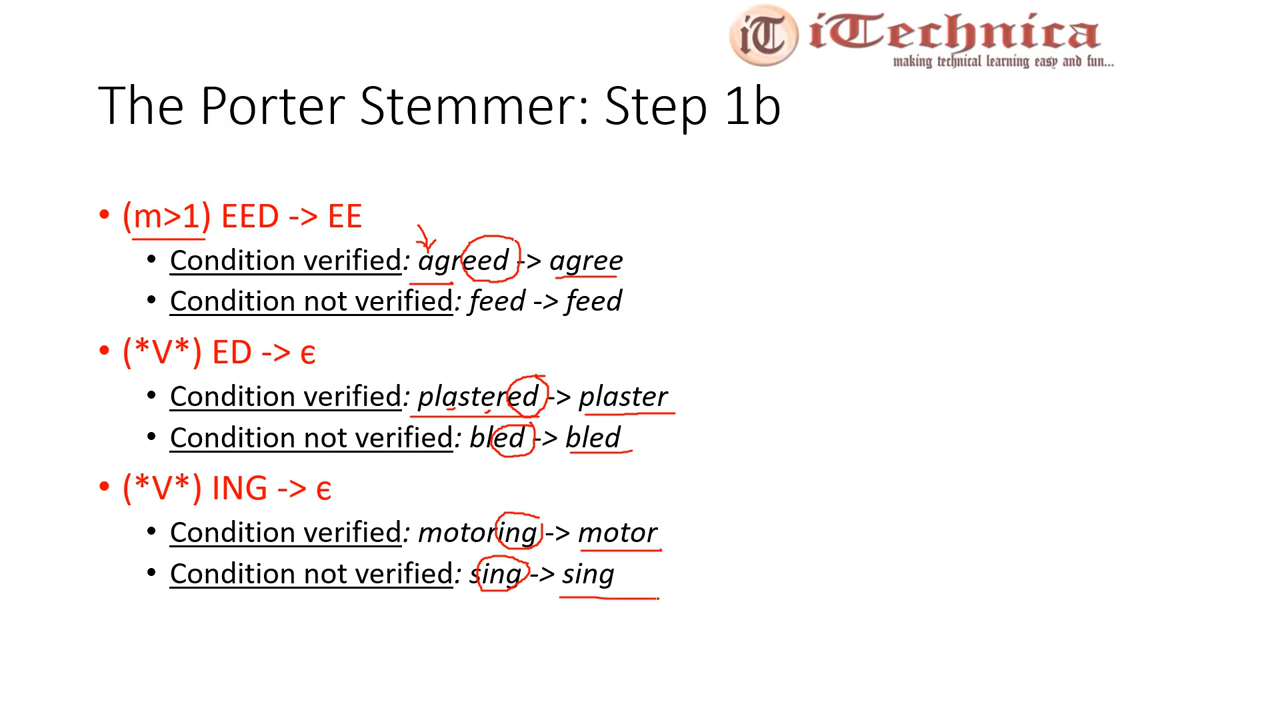 iT iTechnica
making technical learning easy and fun...
The Porter Stemmer: Step 1b
• (m>1) EED -> EE
• Condition verified: agreed -> agree
• Condition not verified: feed -> feed
• (*V*) ED -> є
• Condition verified: plastered -> plaster
• Condition not verified: bled -> bled
• (*V*) ING -> є
• Condition verified: motoring -> motor
• Condition not verified: sing -> sing